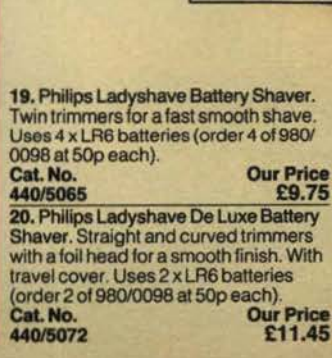 19. Philips Ladyshave Battery Shaver.
Twin trimmers for a fast smooth shave.
Uses 4 x LR6 batteries (order 4 of 980/
0098 at 50p each).
Cat. No. Our Price
440/5065 £9.75
20. Philips Ladyshave De Luxe Battery
Shaver. Straight and curved trimmers
with a foil head for a smooth finish. With
travel cover. Uses 2 x LR6 batteries
(order 2 of 980/0098 at 50p each).
Cat. No. Our Price
440/5072 £11.45